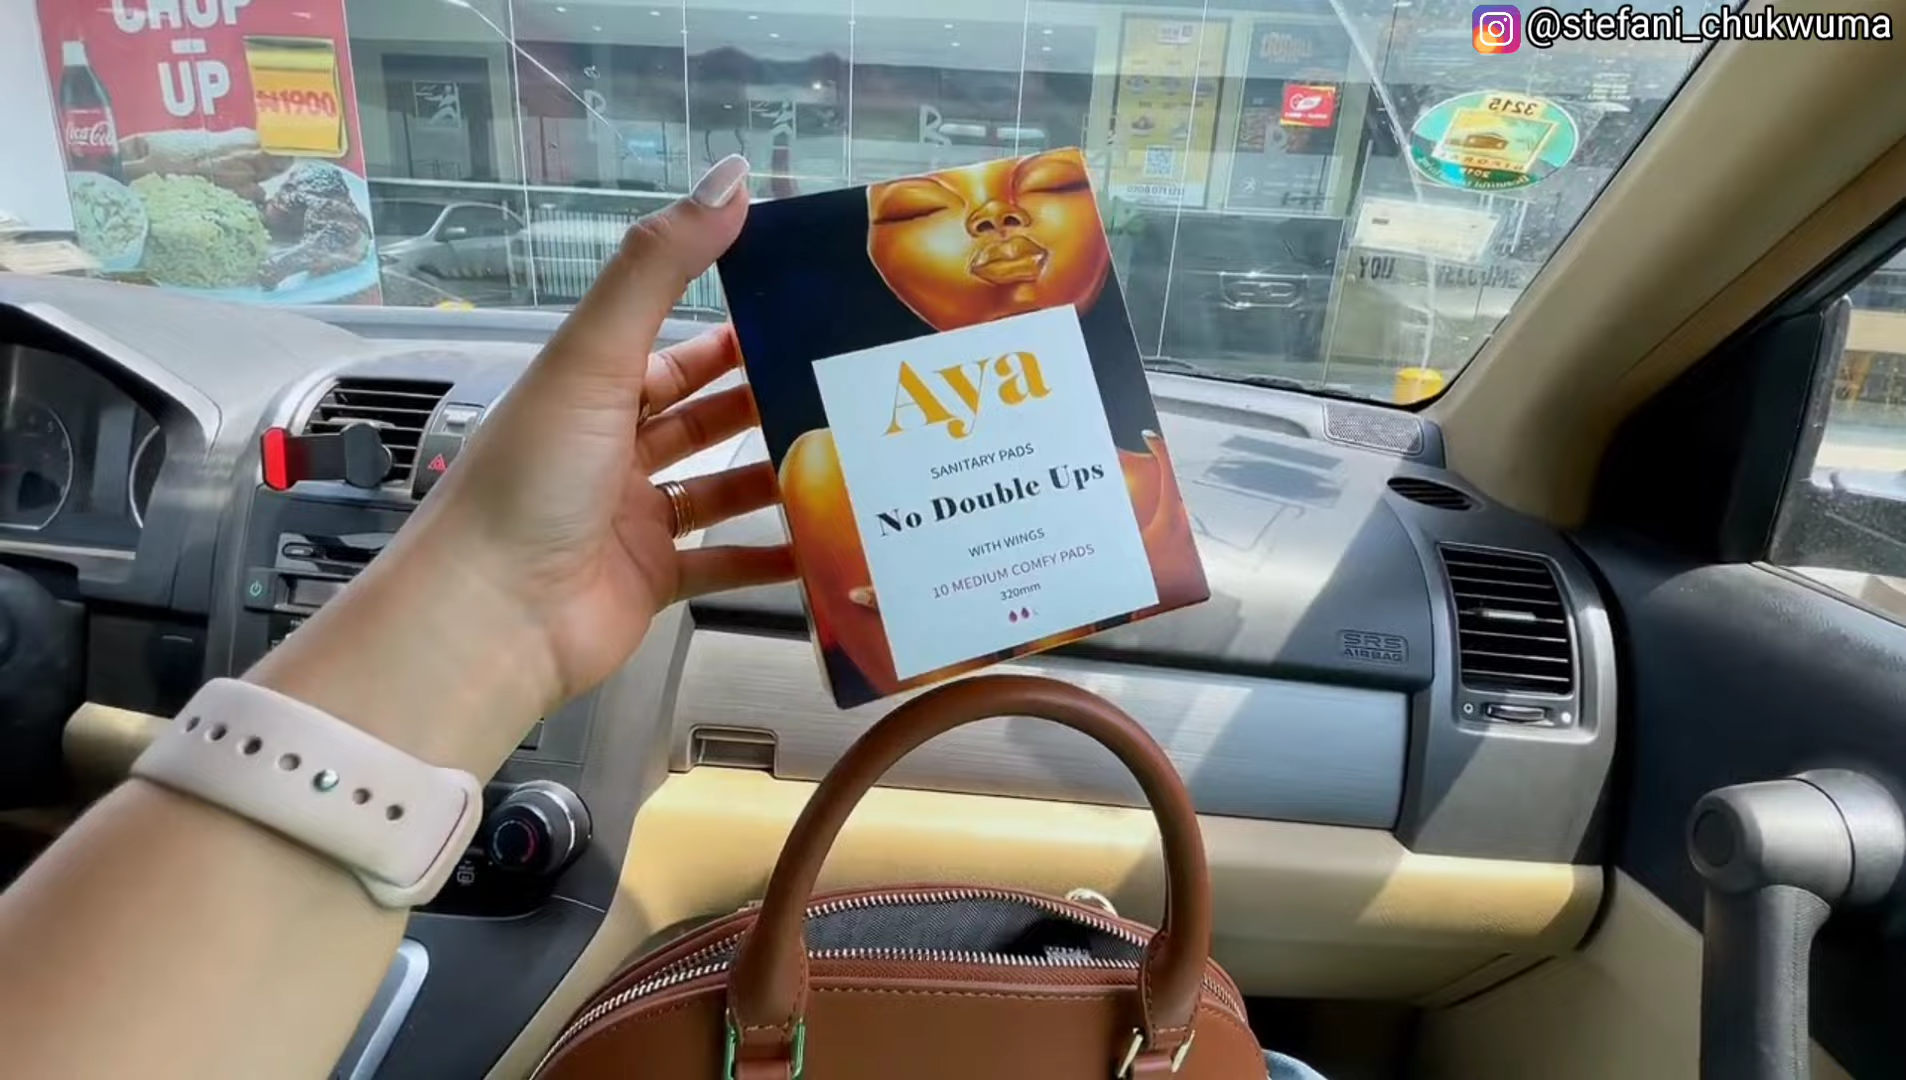 @stefani_chukwuma
CHOP
UP
₦1900
Coca-Cola
3215
Aya
SANITARY PADS
No Double Ups
WITH WINGS
10 MEDIUM COMFY PADS
320mm
SRS
AIRBAG